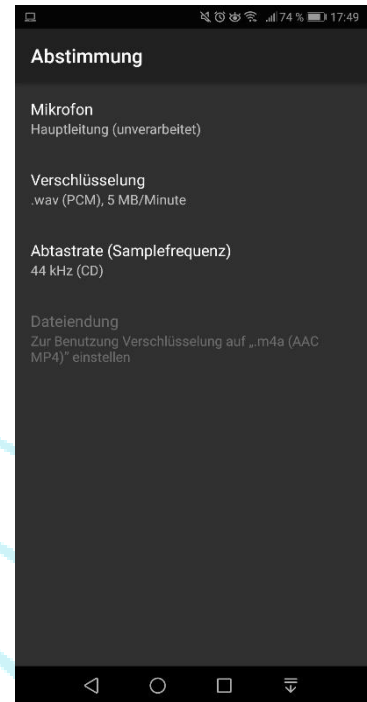 74 % 17:49
Abstimmung
Mikrofon
Hauptleitung (unverarbeitet)
Verschlüsselung
.wav (PCM), 5 MB/Minute
Abtastrate (Samplefrequenz)
44 kHz (CD)
Dateiendung
Zur Benutzung Verschlüsselung auf „.m4a (AAC
MP4)" einstellen